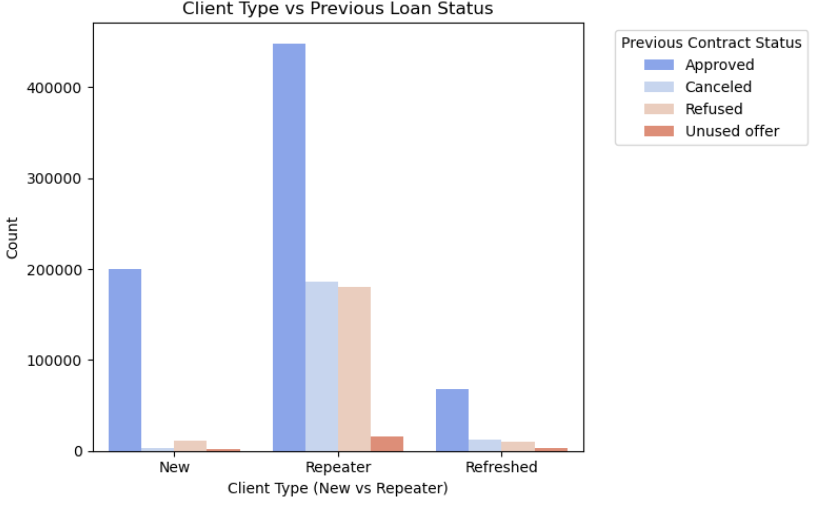 Client Type vs Previous Loan Status
Previous Contract Status
Approved
Canceled
Refused
Unused offer
Count
400000
300000
200000
100000
0
New
Repeater
Refreshed
Client Type (New vs Repeater)